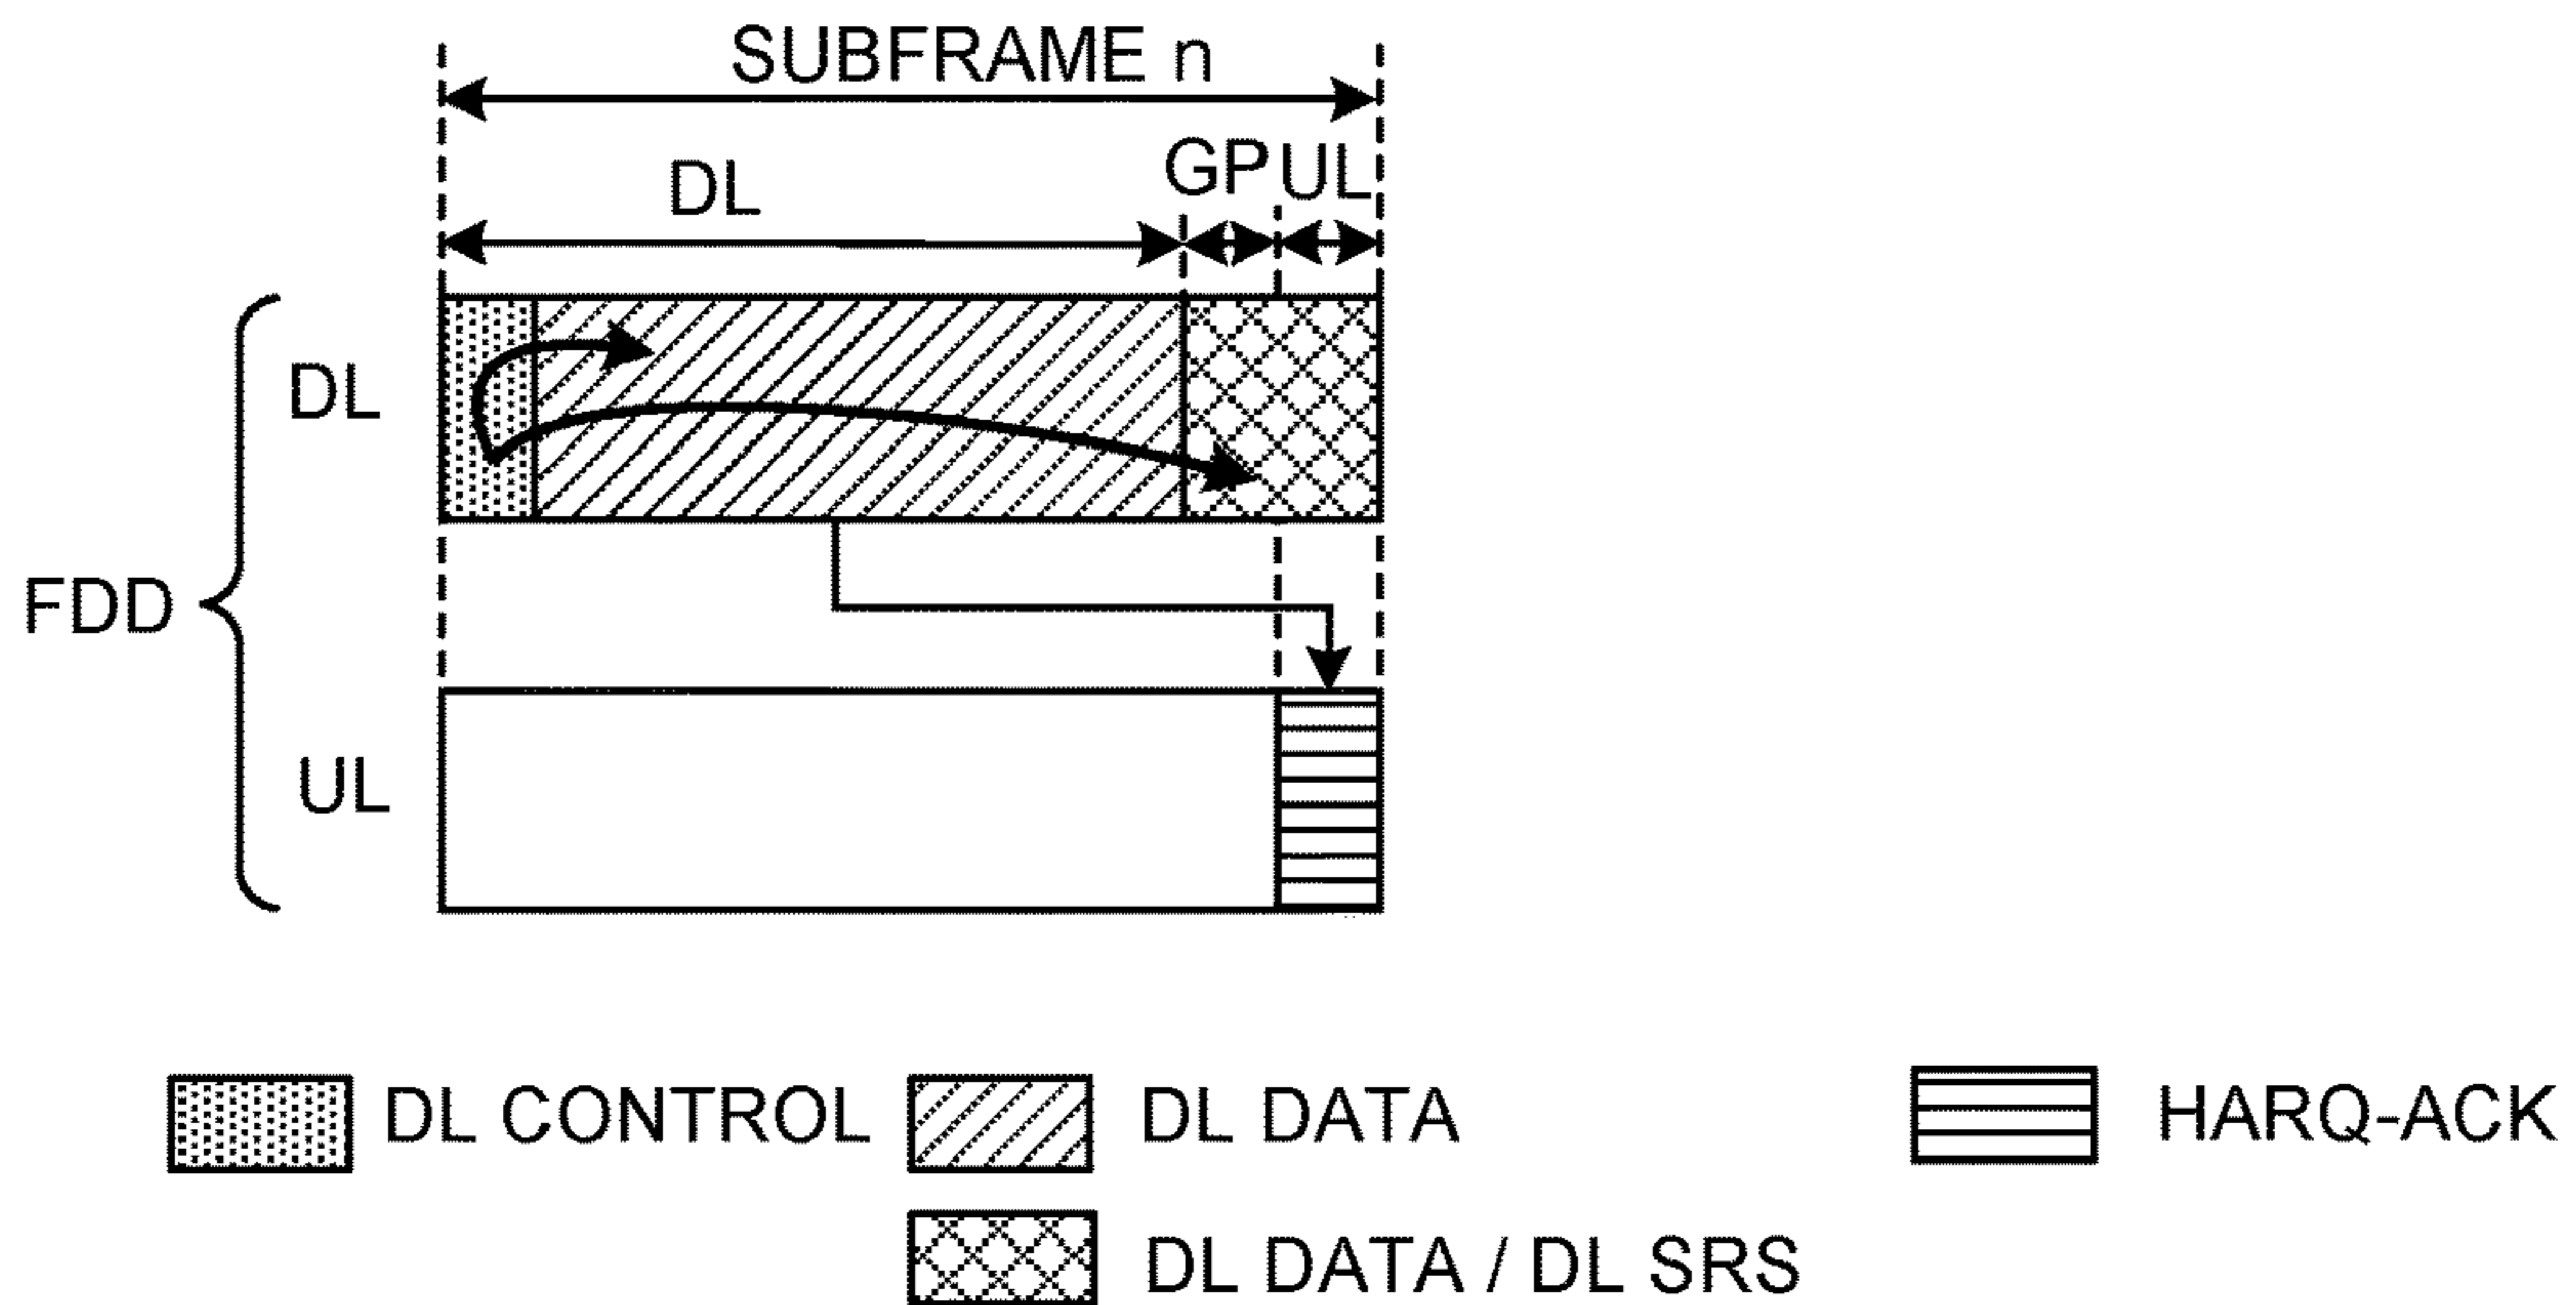 SUBFRAME n
DL
GP
UL
DL
FDD
UL
DL CONTROL
DL DATA
HARQ-ACK
DL DATA / DL SRS